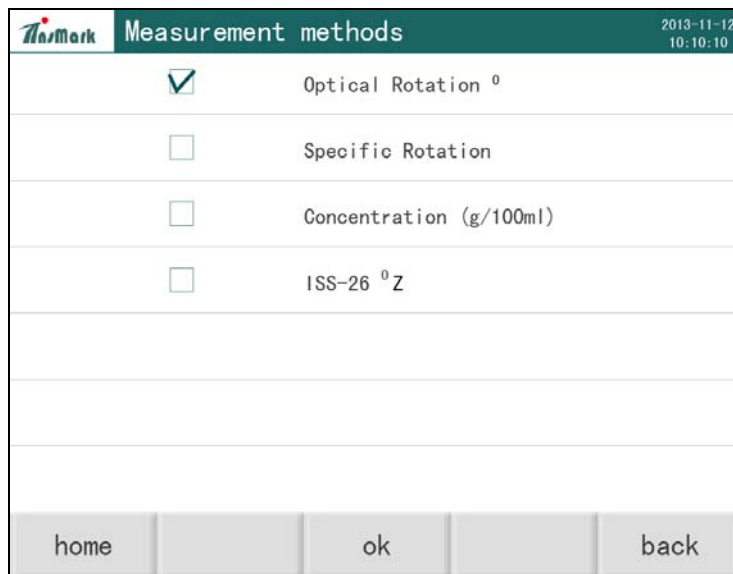 InsMark
Measurement methods
2013-11-12
10:10:10
Optical Rotation ⁰
Specific Rotation
Concentration (g/100ml)
ISS-26 ⁰Z
home
ok
back